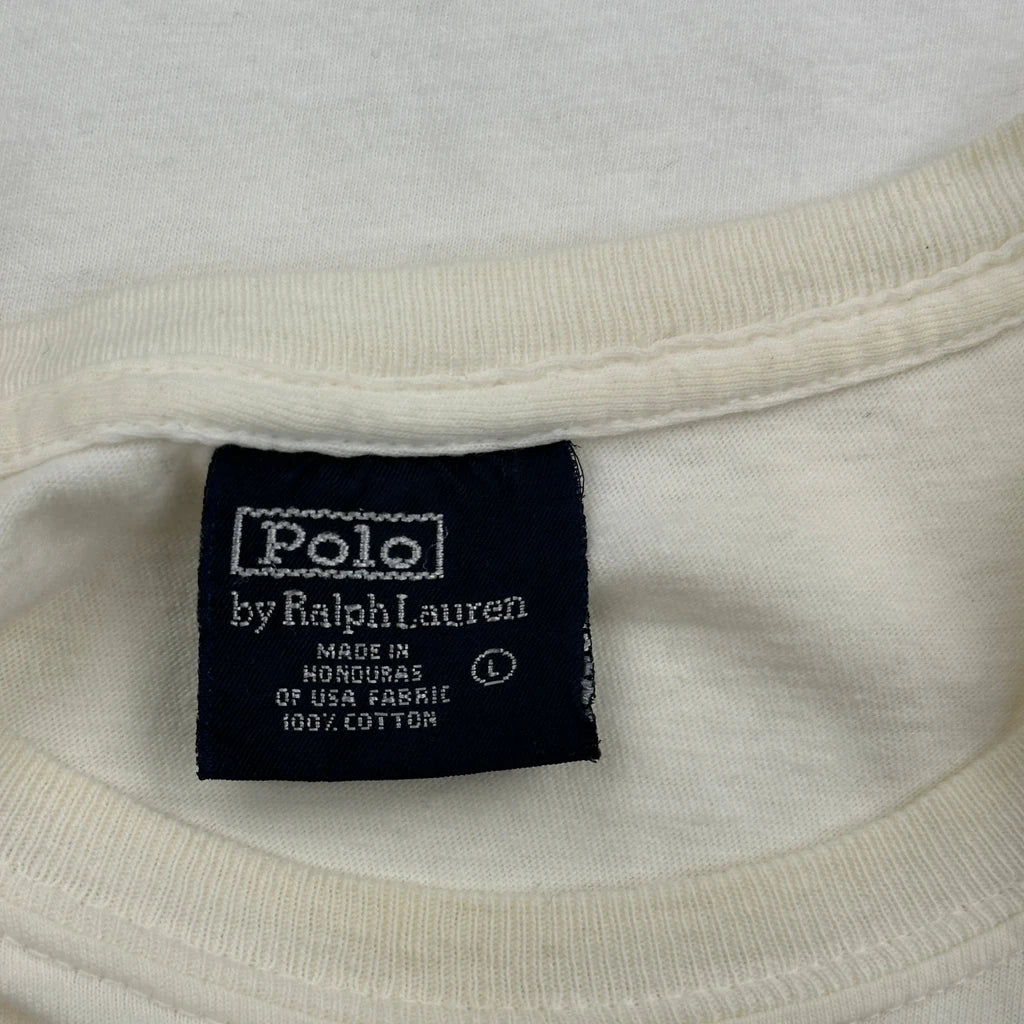 Polo
by Ralph Lauren
MADE IN
HONDURAS
OF USA FABRIC
100% COTTON
L